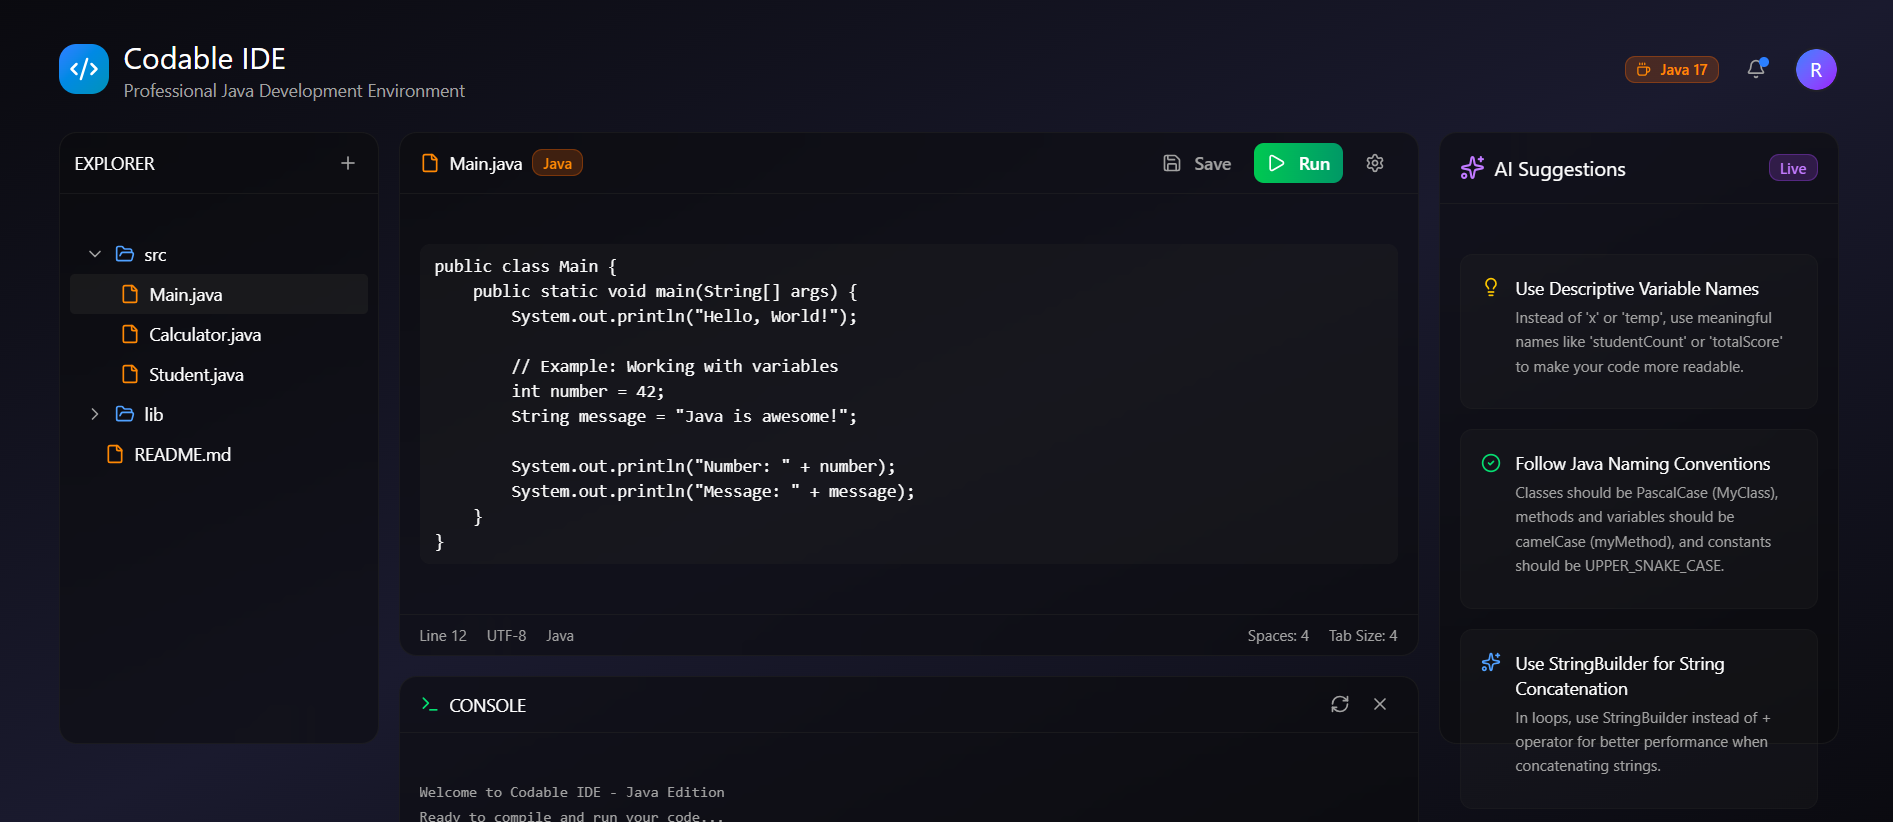 Codable IDE
Professional Java Development Environment
Java 17
R
EXPLORER
src
Main.java
Calculator.java
Student.java
lib
README.md
Main.java
Java
Save
Run
public class Main {
    public static void main(String[] args) {
        System.out.println("Hello, World!");
        // Example: Working with variables
        int number = 42;
        String message = "Java is awesome!";
        System.out.println("Number: " + number);
        System.out.println("Message: " + message);
    }
}
Line 12
UTF-8
Java
Spaces: 4
Tab Size: 4
CONSOLE
Welcome to Codable IDE - Java Edition
Ready to compile and run your code...
AI Suggestions
Live
Use Descriptive Variable Names
Instead of 'x' or 'temp', use meaningful
names like 'studentCount' or 'totalScore'
to make your code more readable.
Follow Java Naming Conventions
Classes should be PascalCase (MyClass),
methods and variables should be
camelCase (myMethod), and constants
should be UPPER_SNAKE_CASE.
Use StringBuilder for String
Concatenation
In loops, use StringBuilder instead of +
operator for better performance when
concatenating strings.